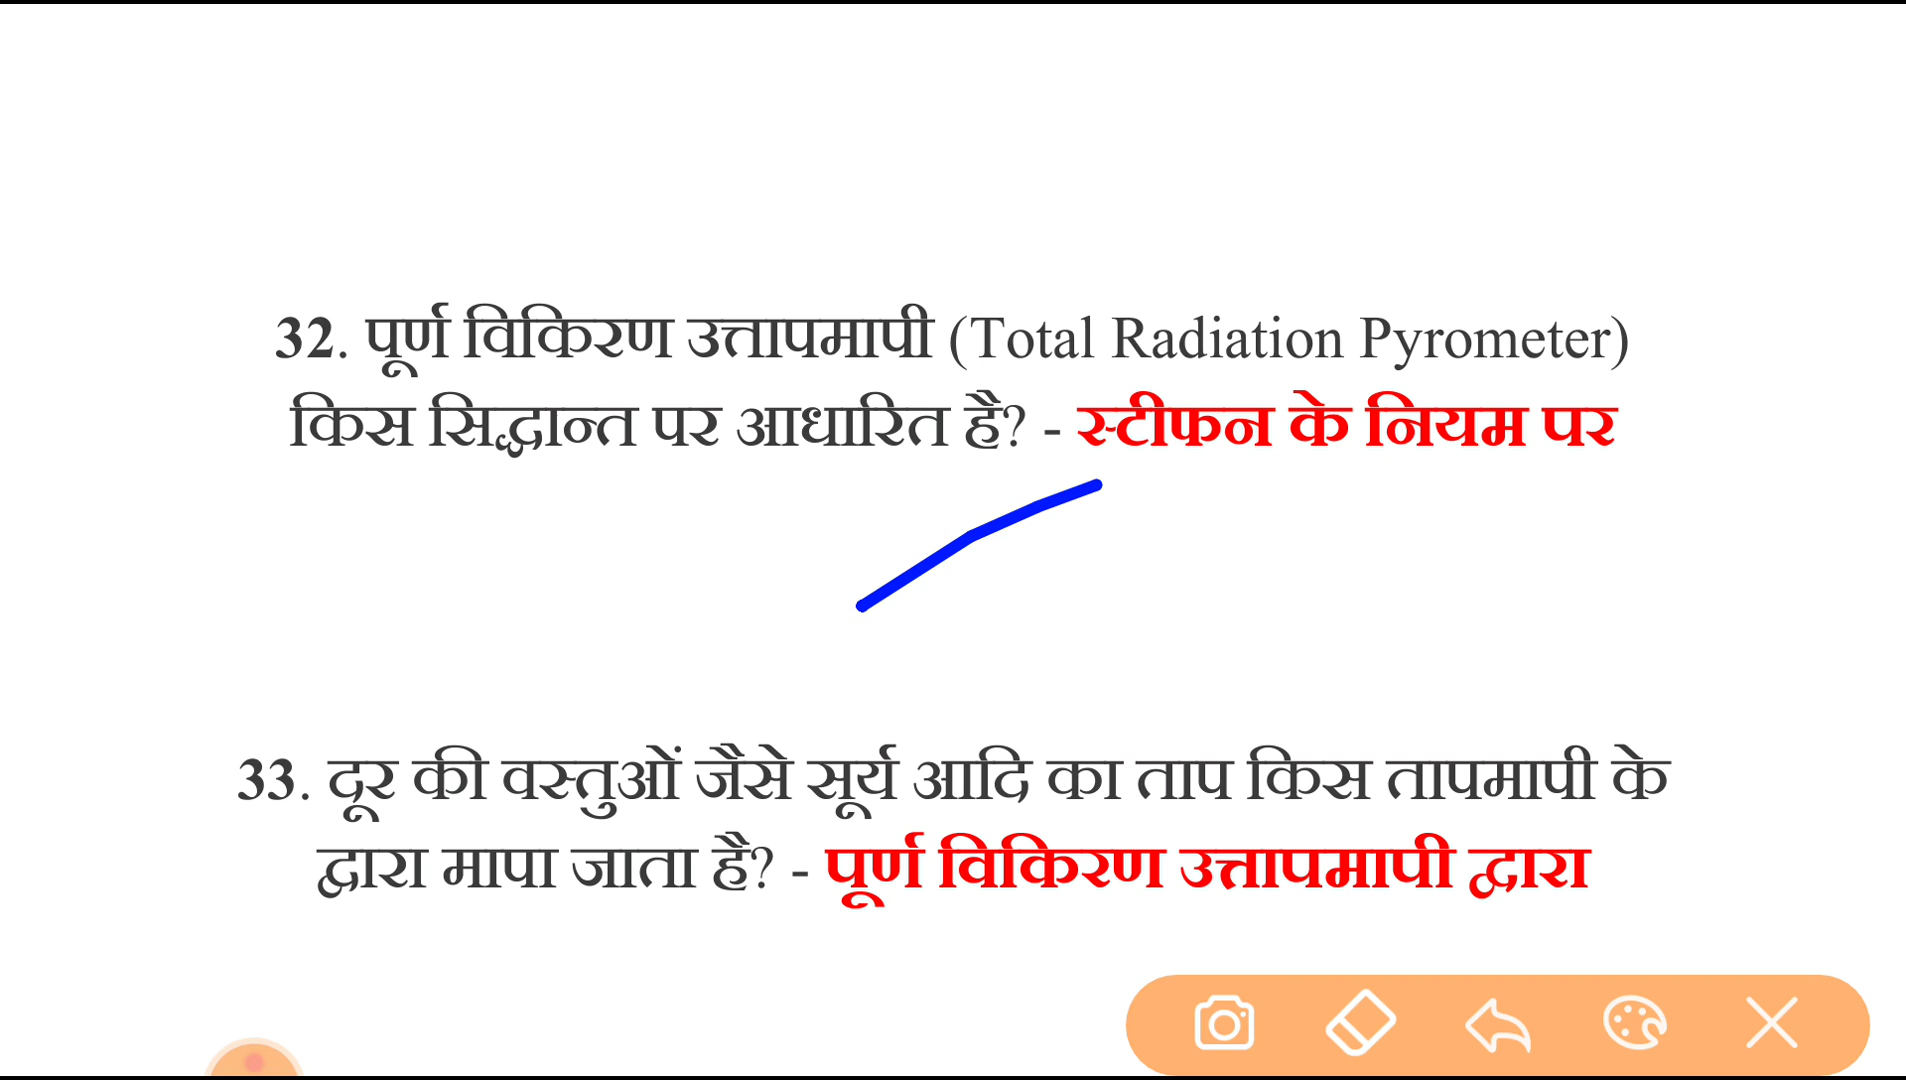 32. पूर्ण विकिरण उत्तापमापी (Total Radiation Pyrometer)
किस सिद्धान्त पर आधारित है? - स्टीफन के नियम पर
33. दूर की वस्तुओं जैसे सूर्य आदि का ताप किस तापमापी के
द्वारा मापा जाता है? - पूर्ण विकिरण उत्तापमापी द्वारा